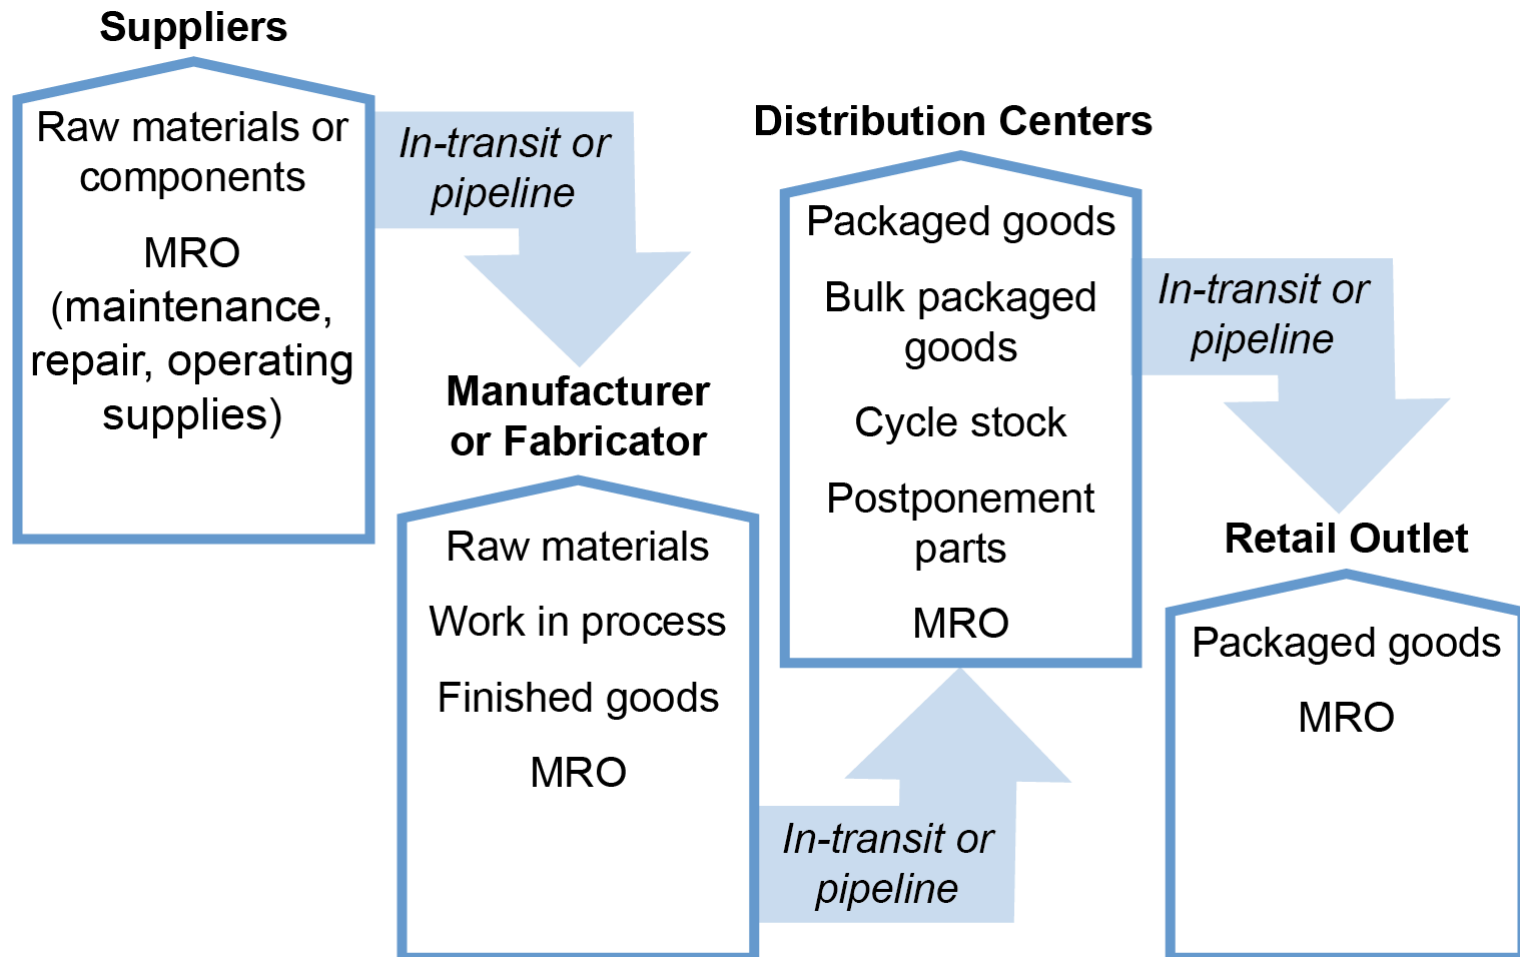 Suppliers
Raw materials or
components
MRO
(maintenance,
repair, operating
supplies)
In-transit or
pipeline
Manufacturer
or Fabricator
Raw materials
Work in process
Finished goods
MRO
In-transit or
pipeline
Distribution Centers
Packaged goods
Bulk packaged
goods
Cycle stock
Postponement
parts
MRO
In-transit or
pipeline
Retail Outlet
Packaged goods
MRO